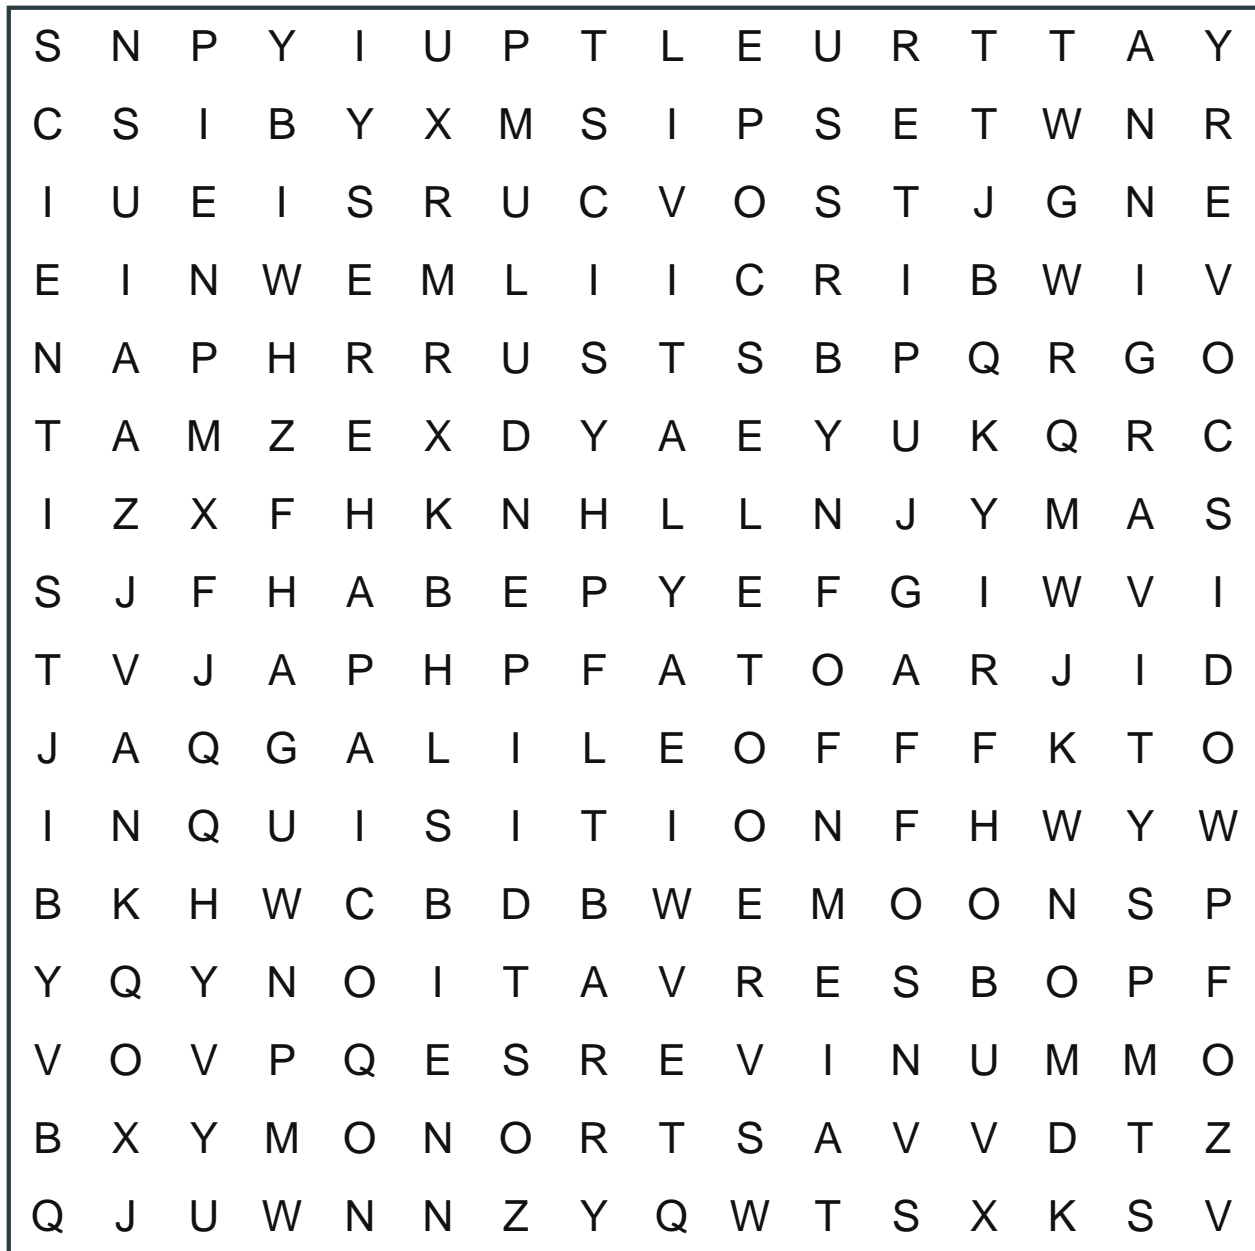 S N P Y I U P T L E U R T T A Y
C S I B Y X M S I P S E T W N R
I U E I S R U C V O S T J G N E
E I N W E M L I I C R I B W I V
N A P H R R U S T S B P Q R G O
T A M Z E X D Y A E Y U K Q R C
I Z X F H K N H L L N J Y M A S
S J F H A B E P Y E F G I W V I
T V J A P H P F A T O A R J I D
J A Q G A L I L E O F F F K T O
I N Q U I S I T I O N F H W Y W
B K H W C B D B W E M O O N S P
Y Q Y N O I T A V R E S B O P F
V O V P Q E S R E V I N U M M O
B X Y M O N O R T S A V V D T Z
Q J U W N N Z Y Q W T S X K S V